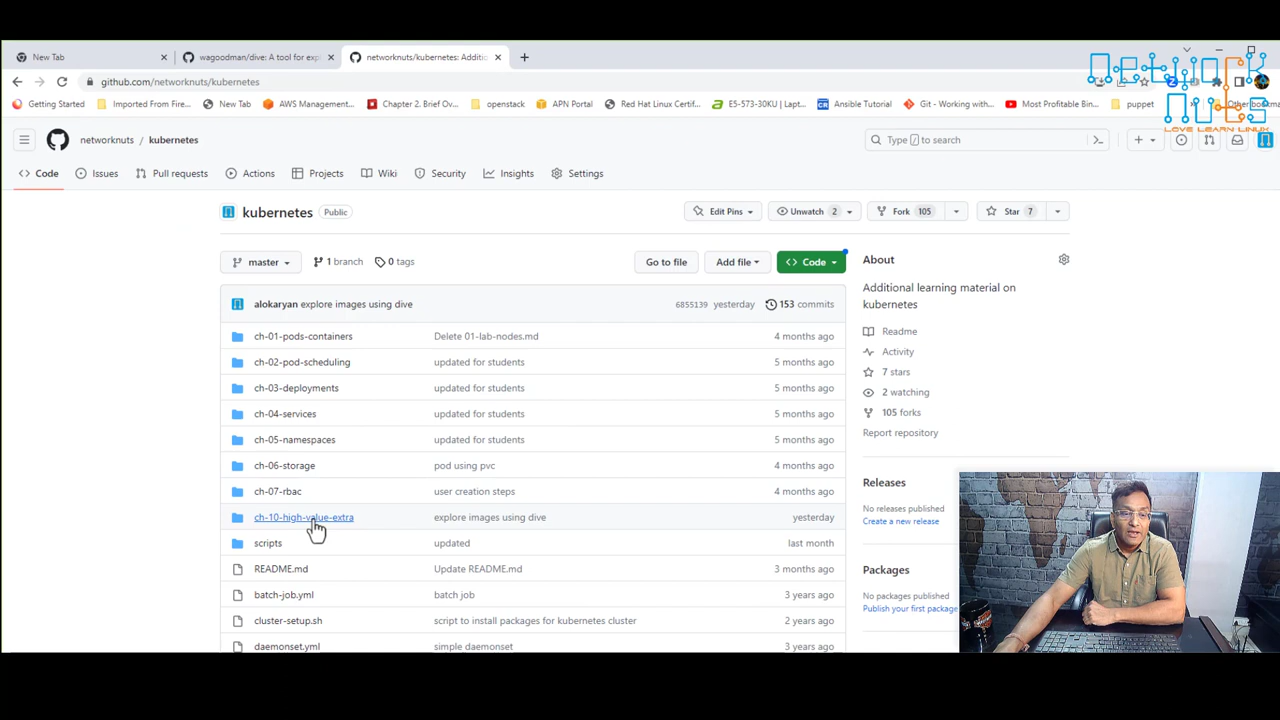 New Tab
wagoodman/dive: A tool for expl
networknuts/kubernetes: Additio
github.com/networknuts/kubernetes
Getting Started
Imported From Fire...
New Tab
AWS Management...
Chapter 2. Brief Ov...
openstack
APN Portal
Red Hat Linux Certif...
E5-573-30KU | Lapt...
Ansible Tutorial
Git - Working with...
Most Profitable Bin...
puppet
Network
Nuts
LOVE LEARN LINUX
networknuts / kubernetes
Type / to search
Code
Issues
Pull requests
Actions
Projects
Wiki
Security
Insights
Settings
kubernetes Public
Edit Pins
Unwatch 2
Fork 105
Star 7
master
1 branch
0 tags
Go to file
Add file
<> Code
About
Additional learning material on
kubernetes
alokaryan explore images using dive 6855139 yesterday 153 commits
ch-01-pods-containers Delete 01-lab-nodes.md 4 months ago
ch-02-pod-scheduling updated for students 5 months ago
ch-03-deployments updated for students 5 months ago
ch-04-services updated for students 5 months ago
ch-05-namespaces updated for students 5 months ago
ch-06-storage pod using pvc 4 months ago
ch-07-rbac user creation steps 4 months ago
ch-10-high-value-extra explore images using dive yesterday
scripts updated last month
README.md Update README.md 3 months ago
batch-job.yml batch job 3 years ago
cluster-setup.sh script to install packages for kubernetes cluster 2 years ago
daemonset.yml simple daemonset 3 years ago
Readme
Activity
7 stars
2 watching
105 forks
Report repository
Releases
No releases published
Create a new release
Packages
No packages published
Publish your first package